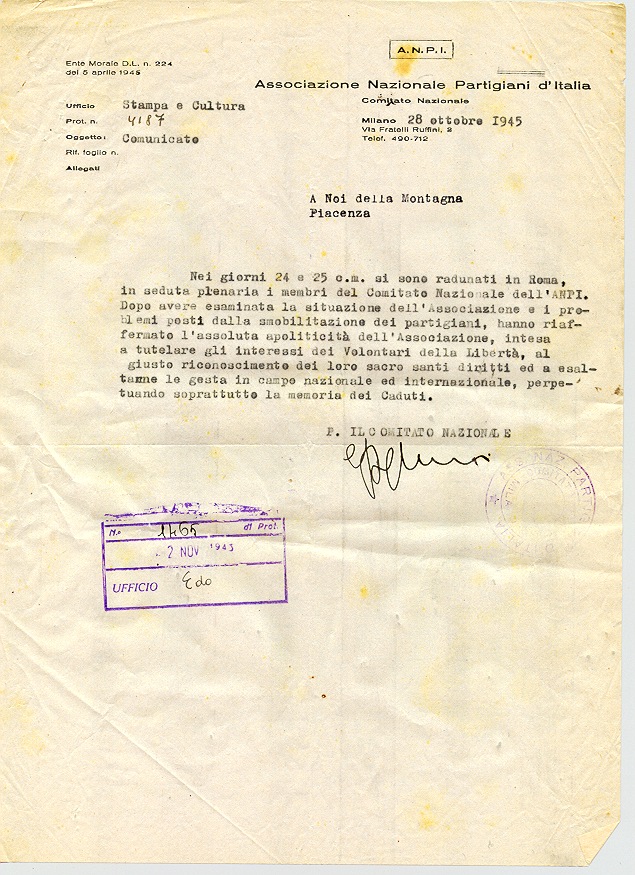 A.N.P.I.
Ente Morale D.L. n. 224
del 5 aprile 1945
Associazione Nazionale Partigiani d'Italia
Comitato Nazionale
Ufficio Stampa e Cultura
Prot. n. 4187
Oggetto: Comunicato
Rif. foglio n.
Allegati
Milano 28 ottobre 1945
Via Fratelli Ruffini, 2
Telef. 490-712
A Noi della Montagna
Piacenza
Nei giorni 24 e 25 c.m. si sono radunati in Roma,
in seduta plenaria i membri del Comitato Nazionale dell'ANPI.
Dopo avere esaminata la situazione dell'Associazione e i pro-
blemi posti dalla smobilitazione dei partigiani, hanno riaf-
fermato l'assoluta apoliticità dell'Associazione, intesa
a tutelare gli interessi dei Volontari della Libertà, al
giusto riconoscimento dei loro sacro santi diritti ed a esal-
tarne le gesta in campo nazionale ed internazionale, perpe-
tuando soprattutto la memoria dei Caduti.
P. IL COMITATO NAZIONALE
ASS. NAZ. PARTIG
D'ITALIA
N.o 1465 di Prot.
2 NOV 1945
UFFICIO Edo